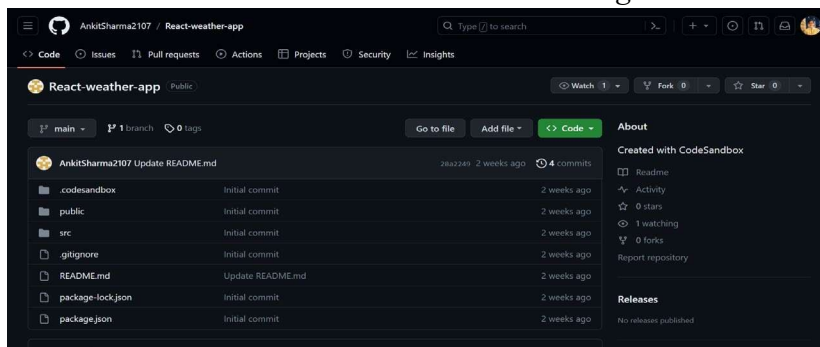 AnkitSharma2107 / React-weather-app
Type / to search
Code Issues Pull requests Actions Projects Security Insights
React-weather-app Public
Watch 1 Fork 0 Star 0
main 1 branch 0 tags Go to file Add file Code
About
AnkitSharma2107 Update README.md 2 weeks ago 4 commits
Created with CodeSandbox
.codesandbox Initial commit 2 weeks ago
Readme
public Initial commit 2 weeks ago
Activity
src Initial commit 2 weeks ago
0 stars
.gitignore Initial commit 2 weeks ago
1 watching
README.md Update README.md 2 weeks ago
0 forks
package-lock.json Initial commit 2 weeks ago
Report repository
package.json Initial commit 2 weeks ago
Releases
No releases published